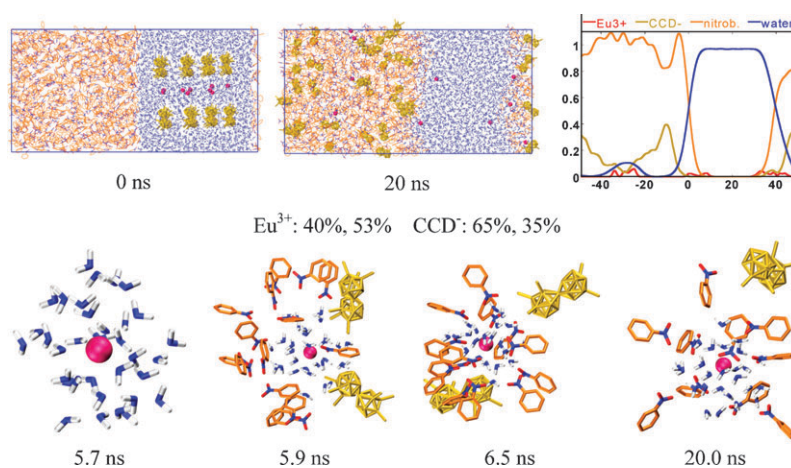 Eu3+ CCD- nitrob. water
1
0.8
0.6
0.4
0.2
0
-40 -20 0 20 40
0 ns 20 ns
Eu³⁺: 40%, 53% CCD⁻: 65%, 35%
5.7 ns 5.9 ns 6.5 ns 20.0 ns